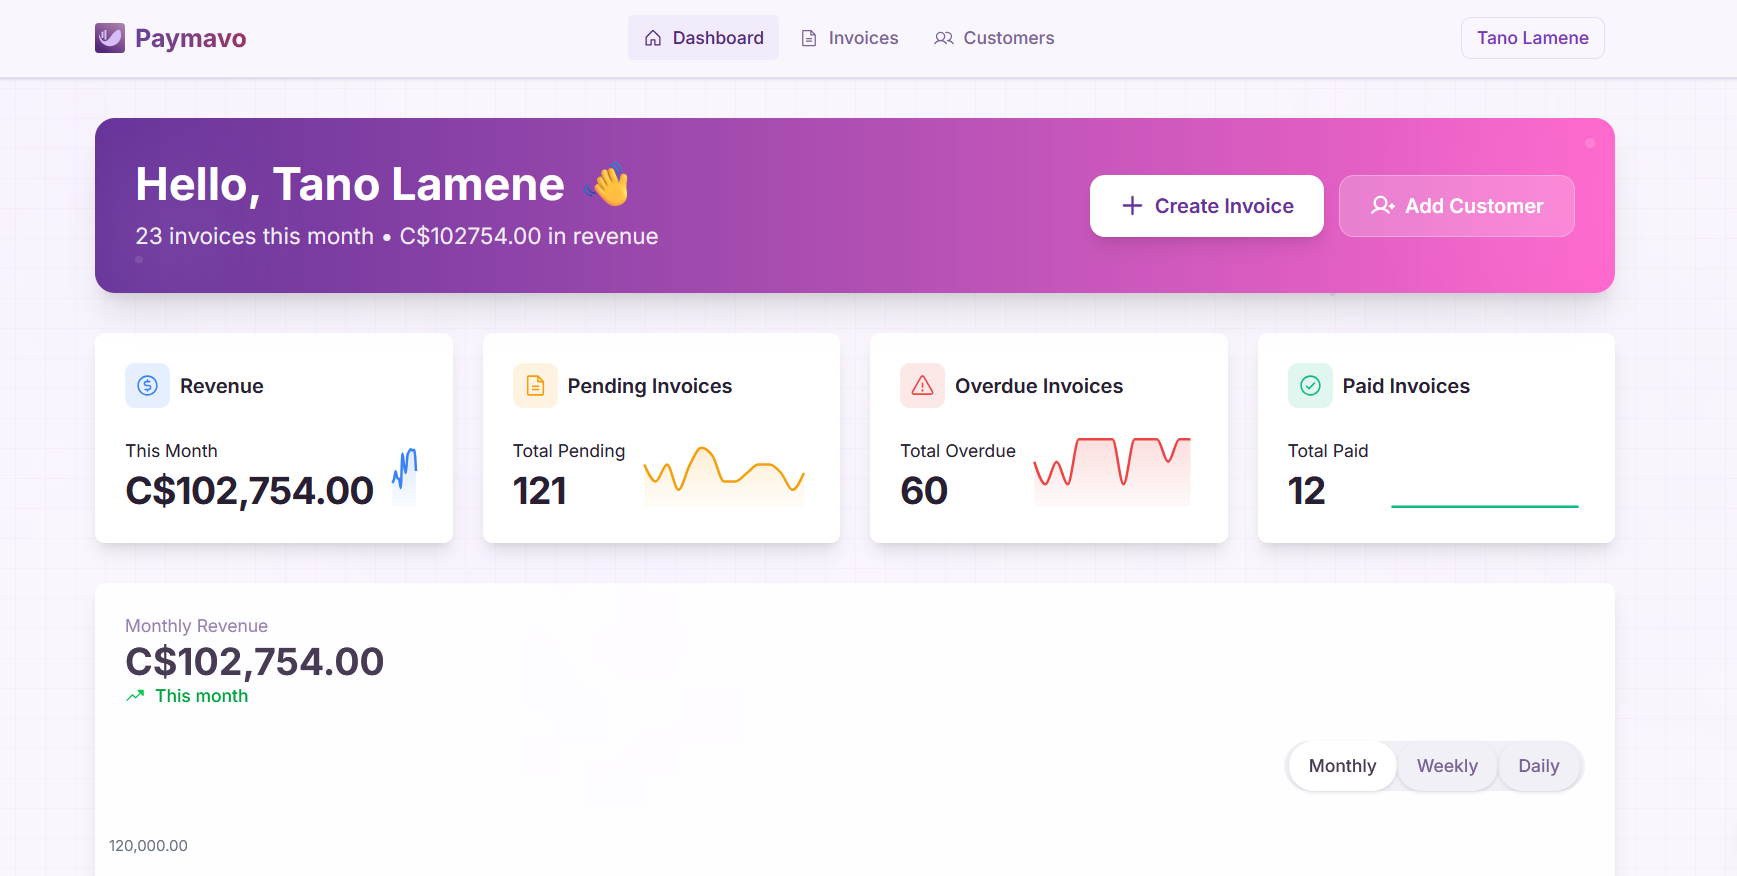 Paymavo
Dashboard
Invoices
Customers
Tano Lamene
Hello, Tano Lamene 👋
23 invoices this month • C$102754.00 in revenue
Create Invoice
Add Customer
Revenue
This Month
C$102,754.00
Pending Invoices
Total Pending
121
Overdue Invoices
Total Overdue
60
Paid Invoices
Total Paid
12
Monthly Revenue
C$102,754.00
This month
Monthly
Weekly
Daily
120,000.00